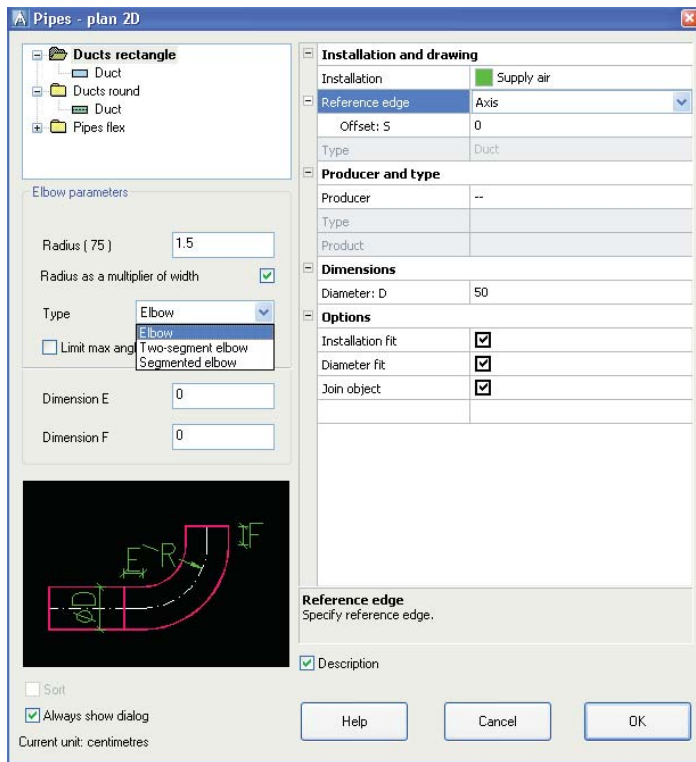 Pipes - plan 2D
Ducts rectangle
Duct
Ducts round
Duct
Pipes flex
Elbow parameters
Radius ( 75 ) 1.5
Radius as a multiplier of width
Type Elbow
Elbow
Limit max angl Two-segment elbow
Segmented elbow
Dimension E 0
Dimension F 0
E R F
øD
Sort
Always show dialog
Current unit: centimetres
Installation and drawing
Installation Supply air
Reference edge Axis
Offset: S 0
Type Duct
Producer and type
Producer --
Type
Product
Dimensions
Diameter: D 50
Options
Installation fit
Diameter fit
Join object
Reference edge
Specify reference edge.
Description
Help Cancel OK